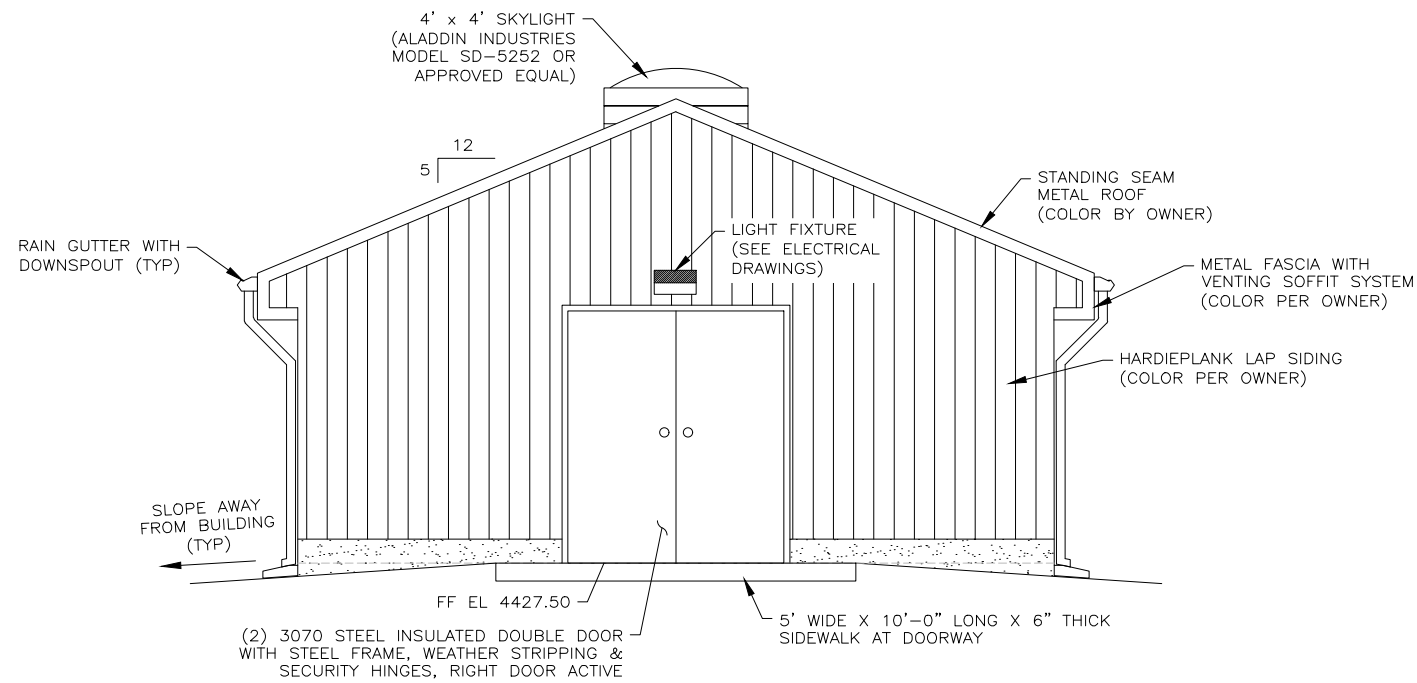 4' x 4' SKYLIGHT
(ALADDIN INDUSTRIES
MODEL SD-5252 OR
APPROVED EQUAL)
12
5
STANDING SEAM
METAL ROOF
(COLOR BY OWNER)
RAIN GUTTER WITH
DOWNSPOUT (TYP)
LIGHT FIXTURE
(SEE ELECTRICAL
DRAWINGS)
METAL FASCIA WITH
VENTING SOFFIT SYSTEM
(COLOR PER OWNER)
HARDIEPLANK LAP SIDING
(COLOR PER OWNER)
SLOPE AWAY
FROM BUILDING
(TYP)
FF EL 4427.50
5' WIDE X 10'-0" LONG X 6" THICK
SIDEWALK AT DOORWAY
(2) 3070 STEEL INSULATED DOUBLE DOOR
WITH STEEL FRAME, WEATHER STRIPPING &
SECURITY HINGES, RIGHT DOOR ACTIVE